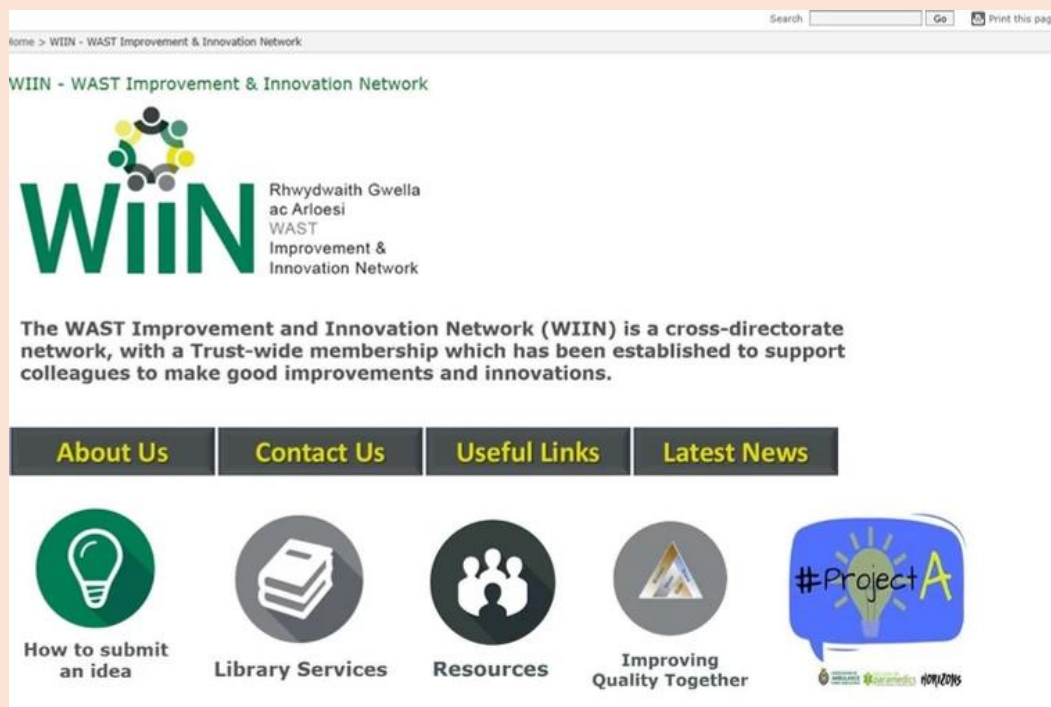 Search
Go
Print this pag
ome > WIIN - WAST Improvement & Innovation Network
WIIN - WAST Improvement & Innovation Network
WiiN
Rhwydwaith Gwella
ac Arloesi
WAST
Improvement &
Innovation Network
The WAST Improvement and Innovation Network (WIIN) is a cross-directorate
network, with a Trust-wide membership which has been established to support
colleagues to make good improvements and innovations.
About Us
Contact Us
Useful Links
Latest News
How to submit
an idea
Library Services
Resources
Improving
Quality Together
#Project A
paramedics
HORIZONS